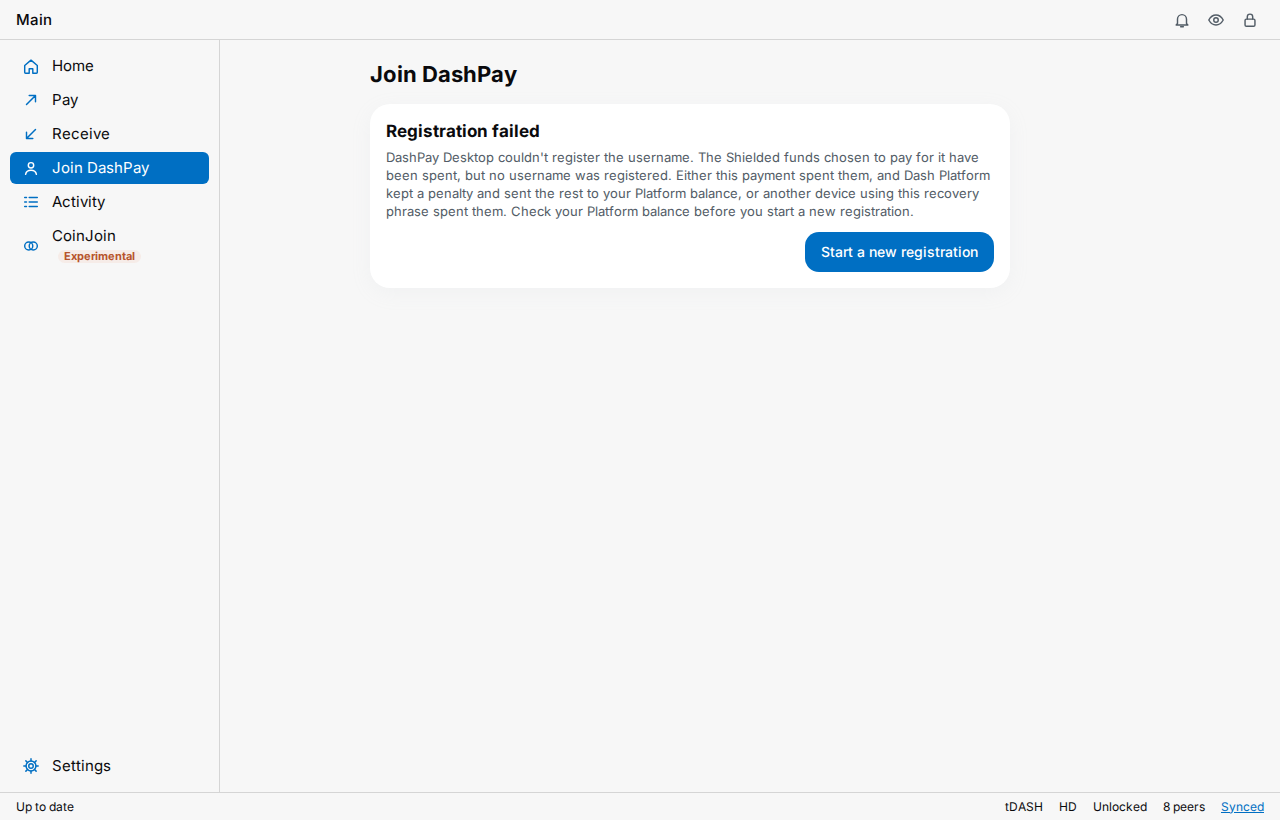 Main
Home
Pay
Receive
Join DashPay
Activity
CoinJoin
Experimental
Settings
Join DashPay
Registration failed
DashPay Desktop couldn't register the username. The Shielded funds chosen to pay for it have
been spent, but no username was registered. Either this payment spent them, and Dash Platform
kept a penalty and sent the rest to your Platform balance, or another device using this recovery
phrase spent them. Check your Platform balance before you start a new registration.
Start a new registration
Up to date
tDASH HD Unlocked 8 peers Synced